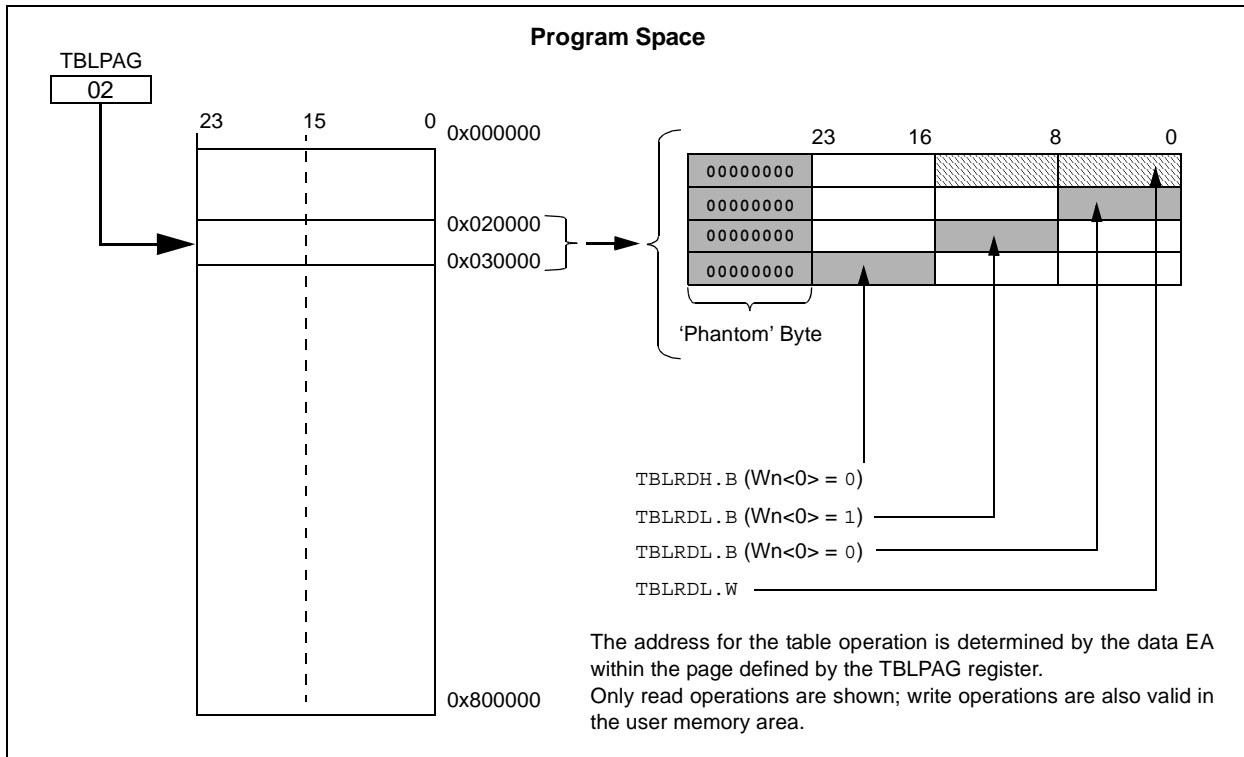 Program Space
TBLPAG
02
23 15 0
0x000000
0x020000
0x030000
0x800000
23 16 8 0
00000000
00000000
00000000
00000000
‘Phantom’ Byte
TBLRDH.B (Wn<0> = 0)
TBLRDL.B (Wn<0> = 1)
TBLRDL.B (Wn<0> = 0)
TBLRDL.W
The address for the table operation is determined by the data EA
within the page defined by the TBLPAG register.
Only read operations are shown; write operations are also valid in
the user memory area.